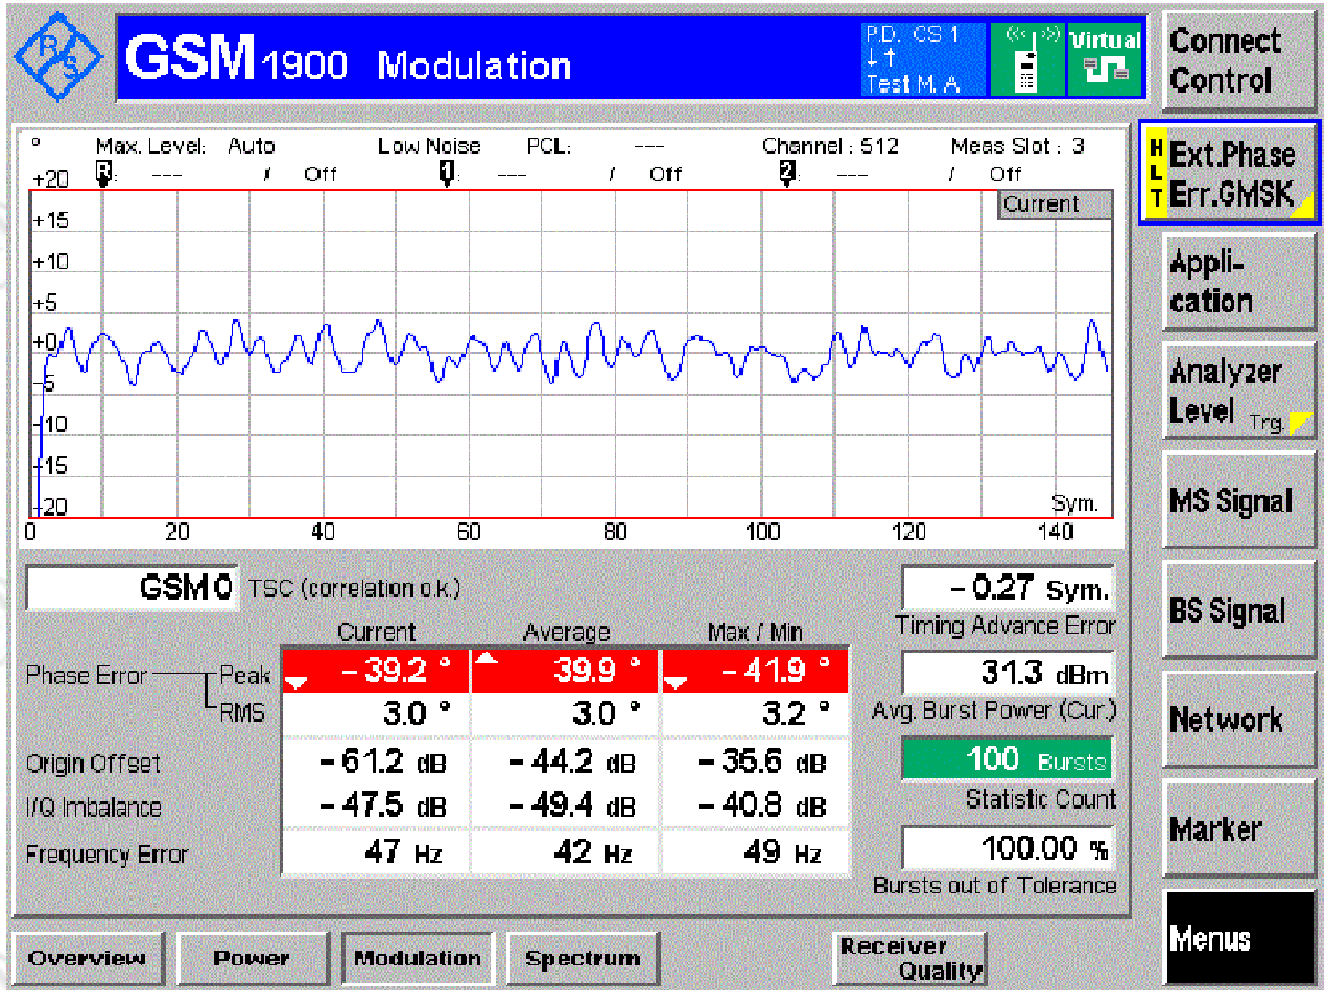 R S
GSM 1900 Modulation
P.D. CS 1
Test M. A.
Virtual
Connect Control
° Max. Level: Auto Low Noise PCL: --- Channel : 512 Meas Slot : 3
R : --- / Off 1 : --- / Off 2 : --- / Off
Current
+20
+15
+10
+5
+0
-5
-10
-15
-20
Sym.
0 20 40 60 80 100 120 140
GSM 0 TSC (correlation o.k.)
Current Average Max / Min
Phase Error Peak - 39.2 ° 39.9 ° - 41.9 °
RMS 3.0 ° 3.0 ° 3.2 °
Origin Offset - 61.2 dB - 44.2 dB - 35.6 dB
I/Q Imbalance - 47.5 dB - 49.4 dB - 40.8 dB
Frequency Error 47 Hz 42 Hz 49 Hz
- 0.27 Sym.
Timing Advance Error
31.3 dBm
Avg. Burst Power (Cur.)
100 Bursts
Statistic Count
100.00 %
Bursts out of Tolerance
HLT
Ext.Phase
Err.GMSK
Appli-
cation
Analyzer
Level Trg.
MS Signal
BS Signal
Network
Marker
Menus
Overview Power Modulation Spectrum Receiver
Quality